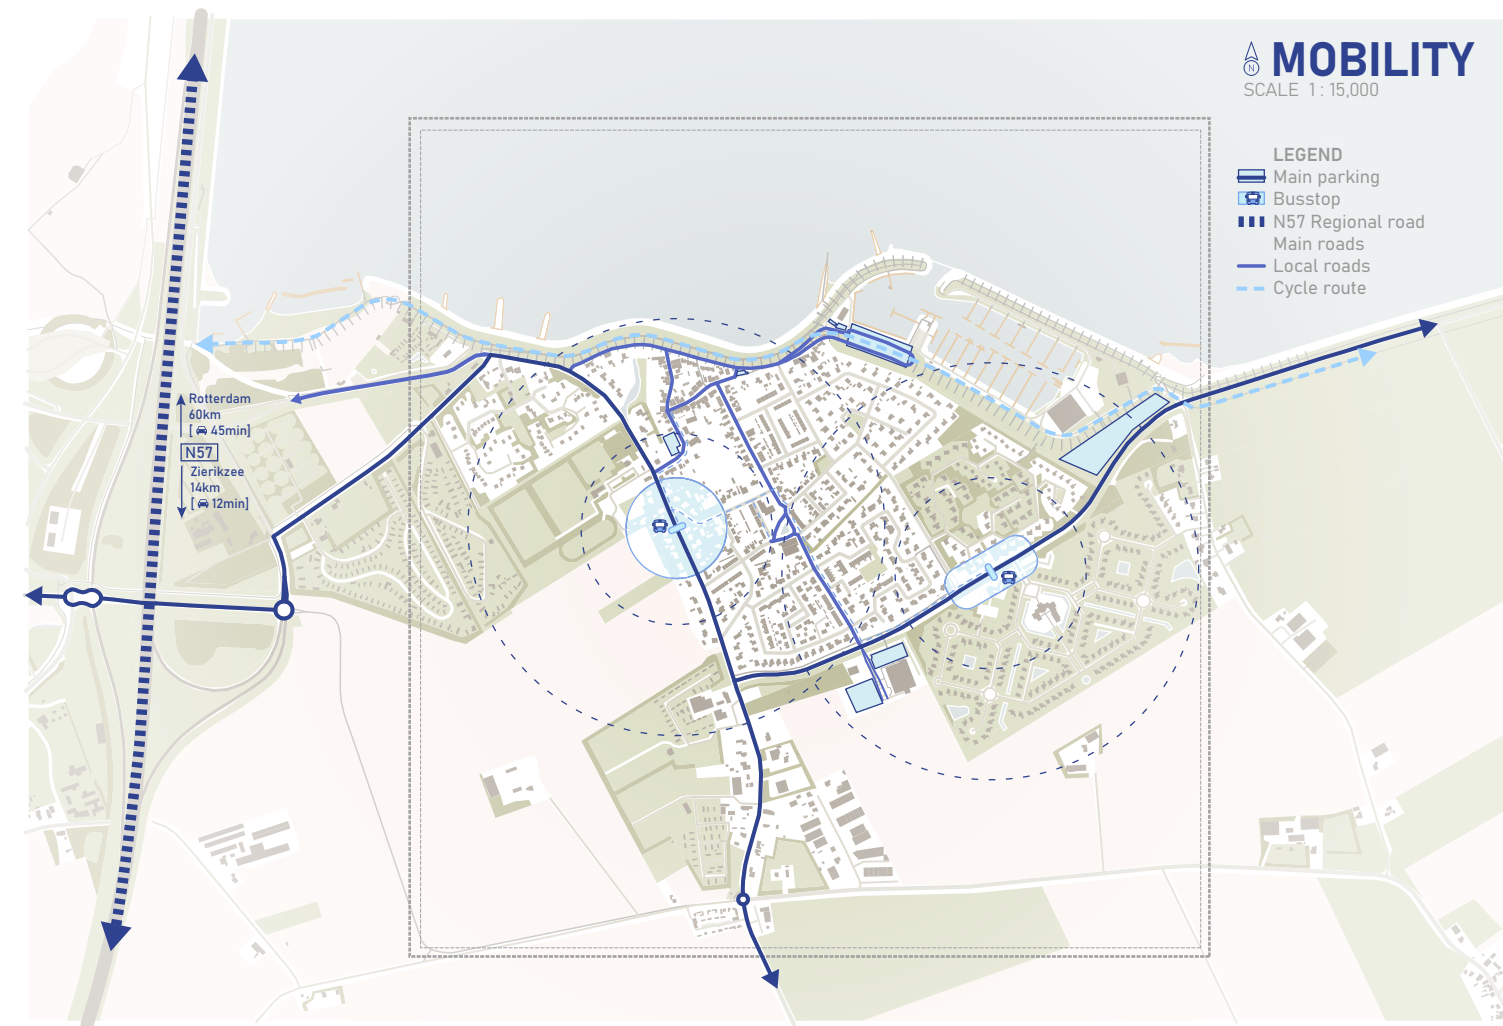 N
MOBILITY
SCALE 1 : 15,000
LEGEND
Main parking
Busstop
N57 Regional road
Main roads
Local roads
Cycle route
Rotterdam
60km
[ 45min]
N57
Zierikzee
14km
[ 12min]